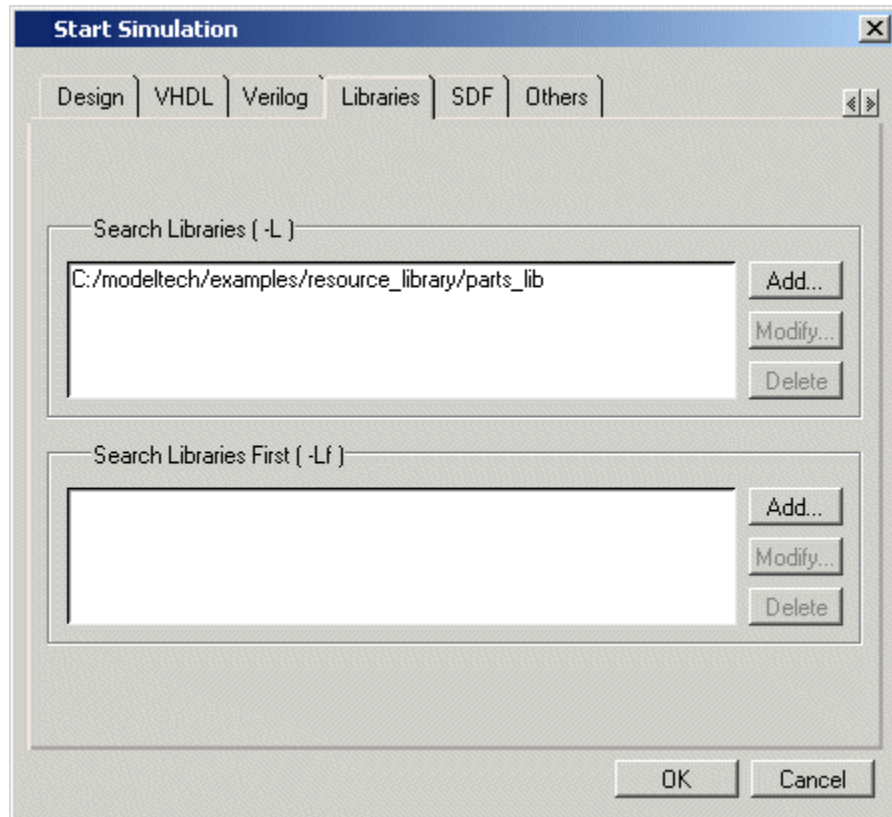 Start Simulation
Design VHDL Verilog Libraries SDF Others
Search Libraries ( -L )
C:/modeltech/examples/resource_library/parts_lib
Add...
Modify...
Delete
Search Libraries First ( -Lf )
Add...
Modify...
Delete
OK Cancel